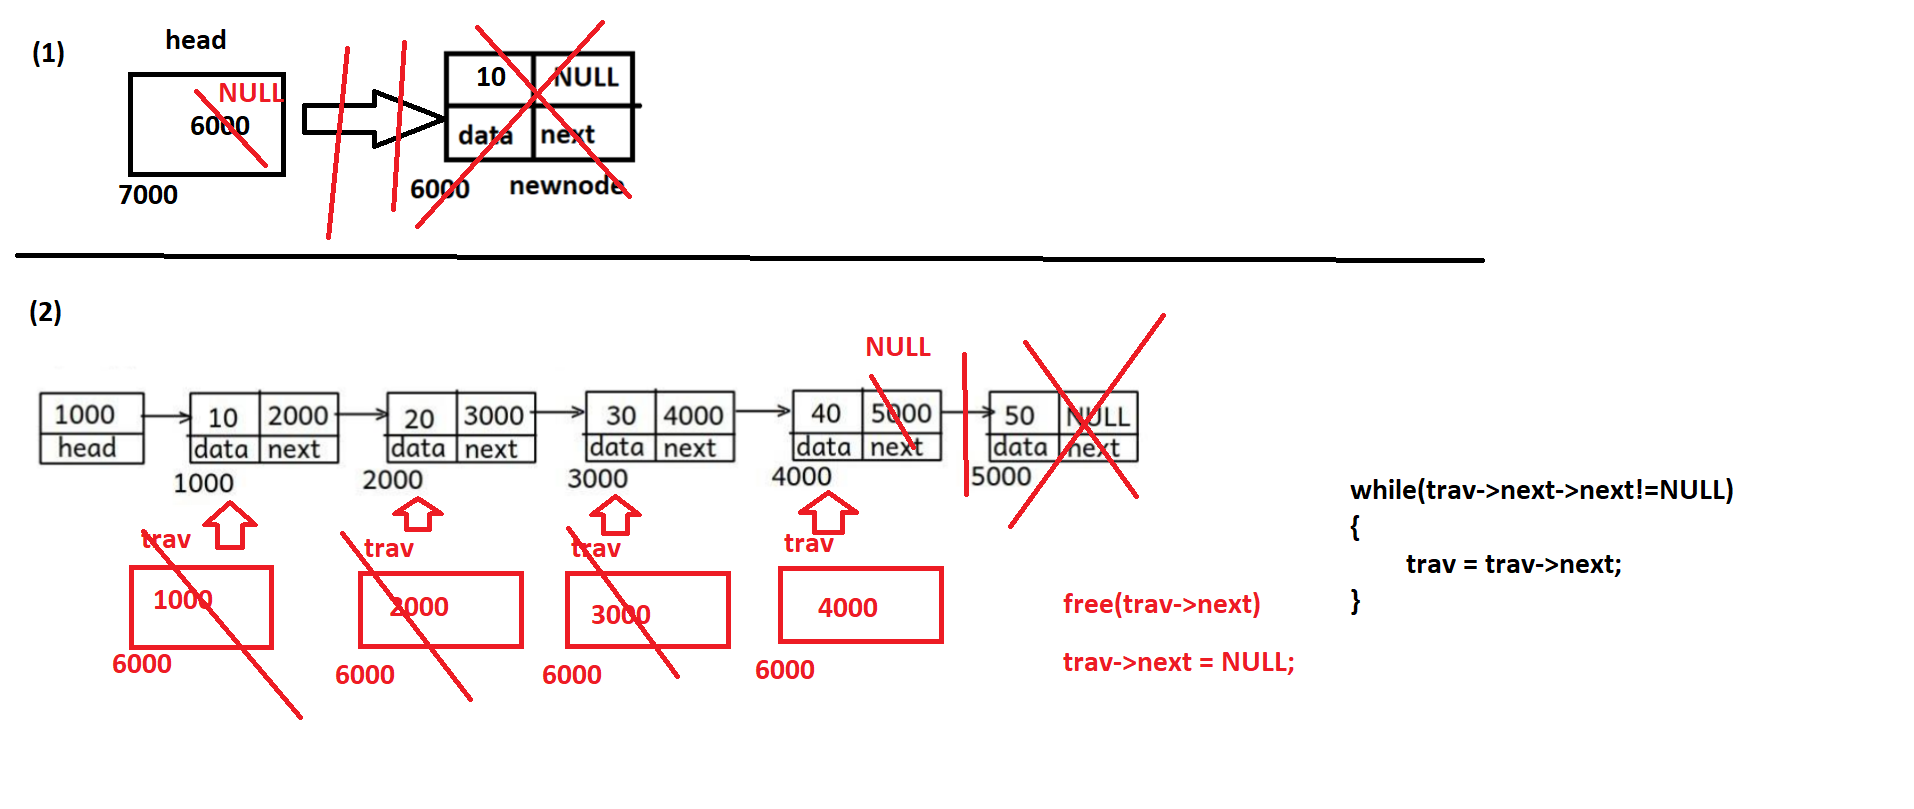 (1)
head
NULL
6000
7000
10 NULL
data next
6000 newnode
(2)
NULL
1000
head
10 2000
data next
1000
20 3000
data next
2000
30 4000
data next
3000
40 5000
data next
4000
50 NULL
data next
5000
trav
1000
6000
trav
2000
6000
trav
3000
6000
trav
4000
6000
free(trav->next)
trav->next = NULL;
while(trav->next->next!=NULL)
{
trav = trav->next;
}